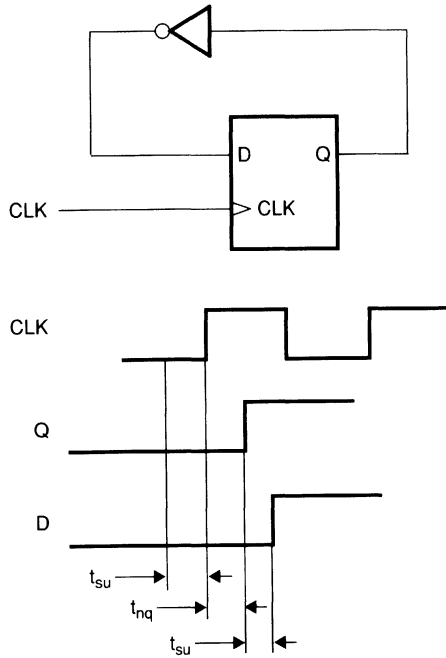 D Q
CLK CLK
CLK
Q
D
t_su
t_nq
t_su